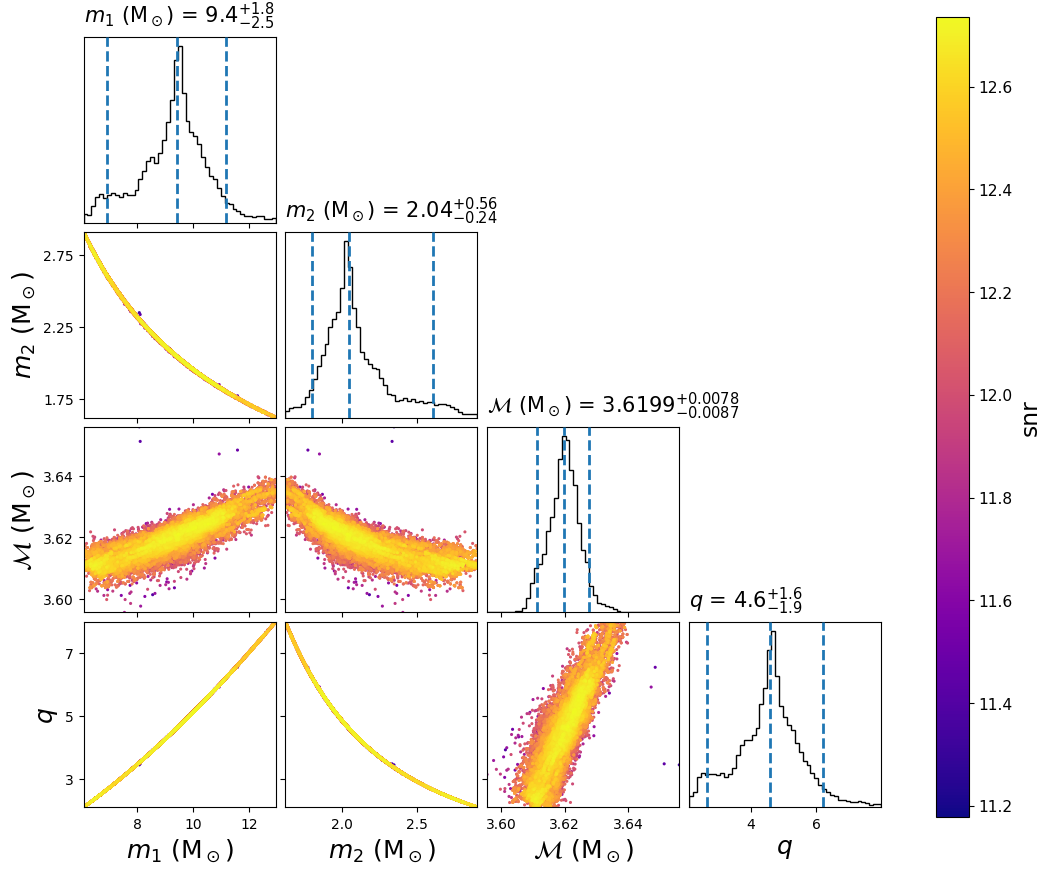 m₁ (M⊙) = 9.4 +1.8 −2.5
12.6
m₂ (M⊙) = 2.04 +0.56 −0.24
12.4
2.75
m₂ (M⊙)
2.25
12.2
1.75
ℳ (M⊙) = 3.6199 +0.0078 −0.0087
12.0
snr
3.64
ℳ (M⊙)
11.8
3.62
3.60
11.6
q = 4.6 +1.6 −1.9
7
11.4
q
5
3
11.2
8 10 12 2.0 2.5 3.60 3.62 3.64 4 6
m₁ (M⊙) m₂ (M⊙) ℳ (M⊙) q